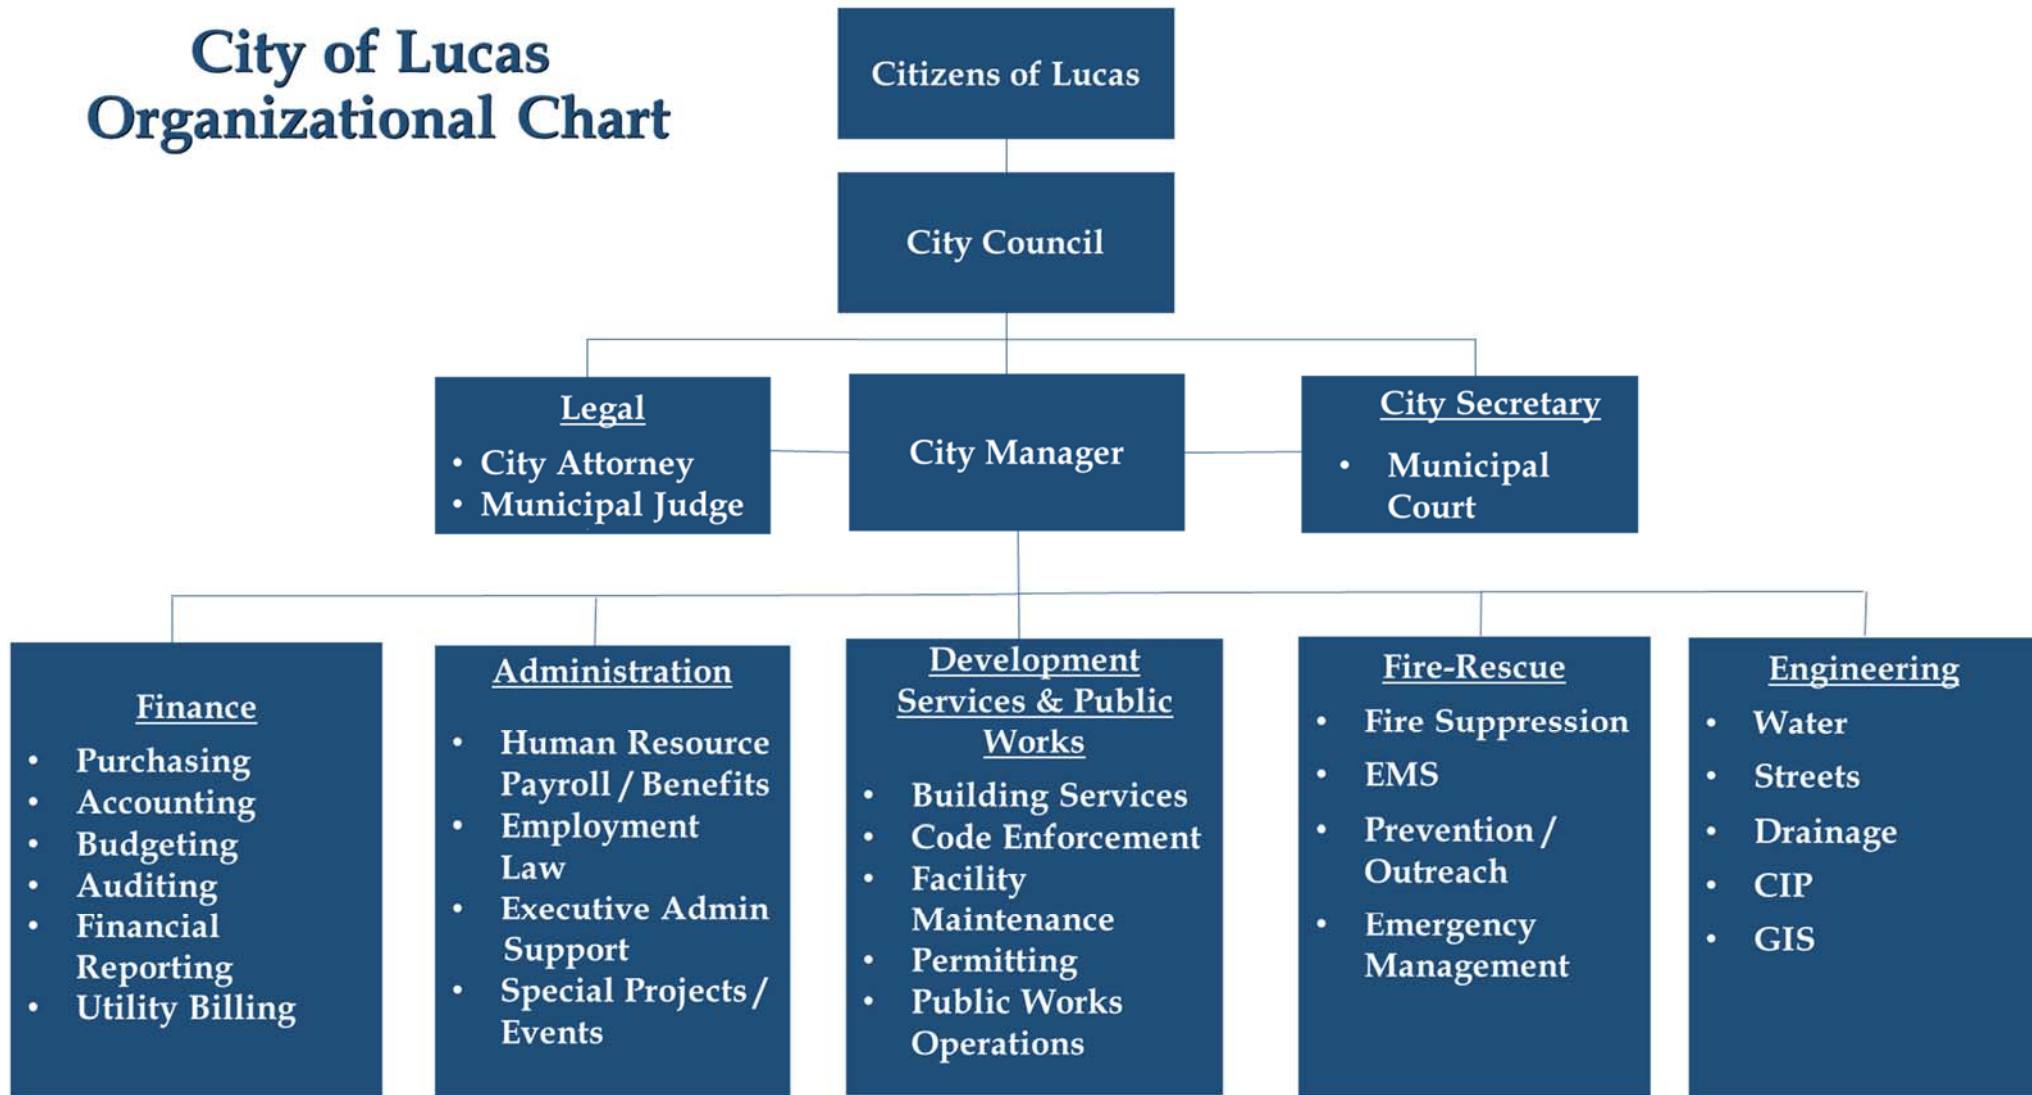 City of Lucas
Organizational Chart
Citizens of Lucas
City Council
Legal
• City Attorney
• Municipal Judge
City Manager
City Secretary
• Municipal
Court
Finance
• Purchasing
• Accounting
• Budgeting
• Auditing
• Financial
Reporting
• Utility Billing
Administration
• Human Resource
Payroll / Benefits
• Employment
Law
• Executive Admin
Support
• Special Projects /
Events
Development
Services & Public
Works
• Building Services
• Code Enforcement
• Facility
Maintenance
• Permitting
• Public Works
Operations
Fire-Rescue
• Fire Suppression
• EMS
• Prevention /
Outreach
• Emergency
Management
Engineering
• Water
• Streets
• Drainage
• CIP
• GIS